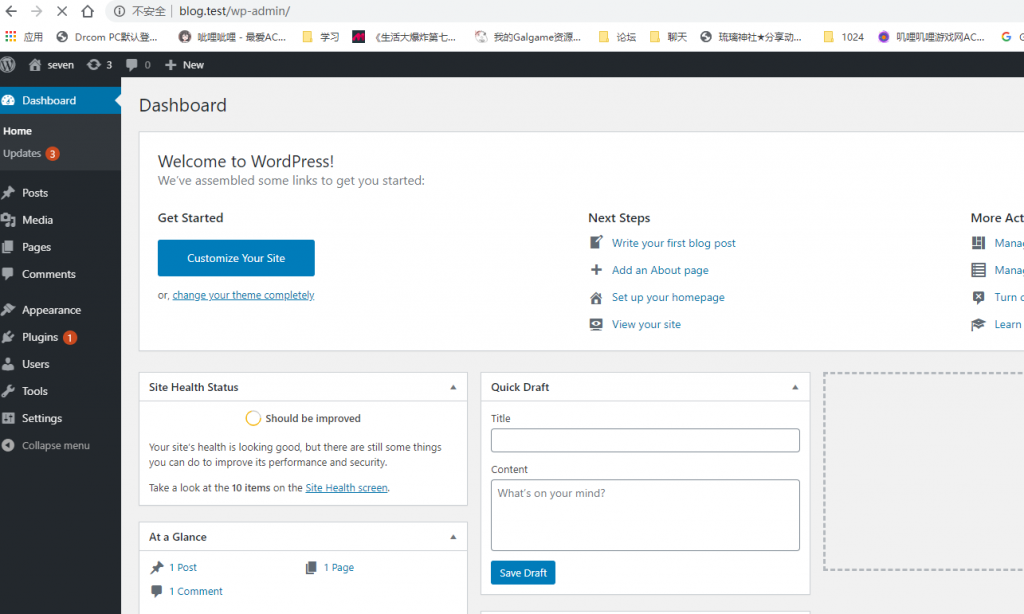 不安全 blog.test/wp-admin/
应用 Drcom PC默认登... 呲哩呲哩 - 最爱AC... 学习 《生活大爆炸第七... 我的Galgame资源... 论坛 聊天 琉璃神社★分享动... 1024 叽哩叽哩游戏网AC... G
seven 3 0 New
Dashboard
Home
Updates 3
Posts
Media
Pages
Comments
Appearance
Plugins 1
Users
Tools
Settings
Collapse menu
Dashboard
Welcome to WordPress!
We've assembled some links to get you started:
Get Started
Customize Your Site
or, change your theme completely
Next Steps
Write your first blog post
Add an About page
Set up your homepage
View your site
More Act
Manag
Manag
Turn c
Learn
Site Health Status
Should be improved
Your site's health is looking good, but there are still some things
you can do to improve its performance and security.
Take a look at the 10 items on the Site Health screen.
At a Glance
1 Post 1 Page
1 Comment
Quick Draft
Title
Content
What's on your mind?
Save Draft